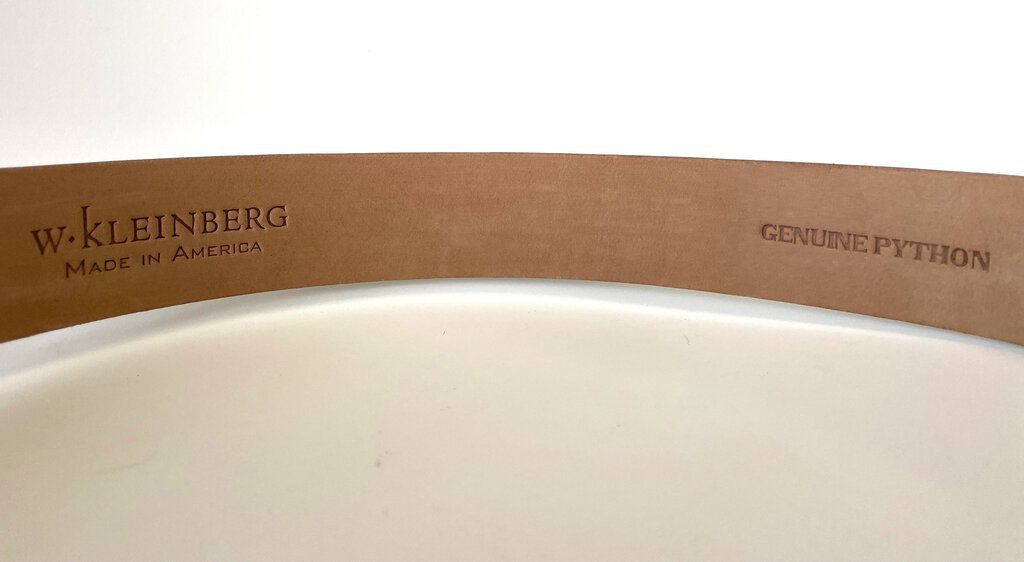 W·KLEINBERG
MADE IN AMERICA
GENUINE PYTHON